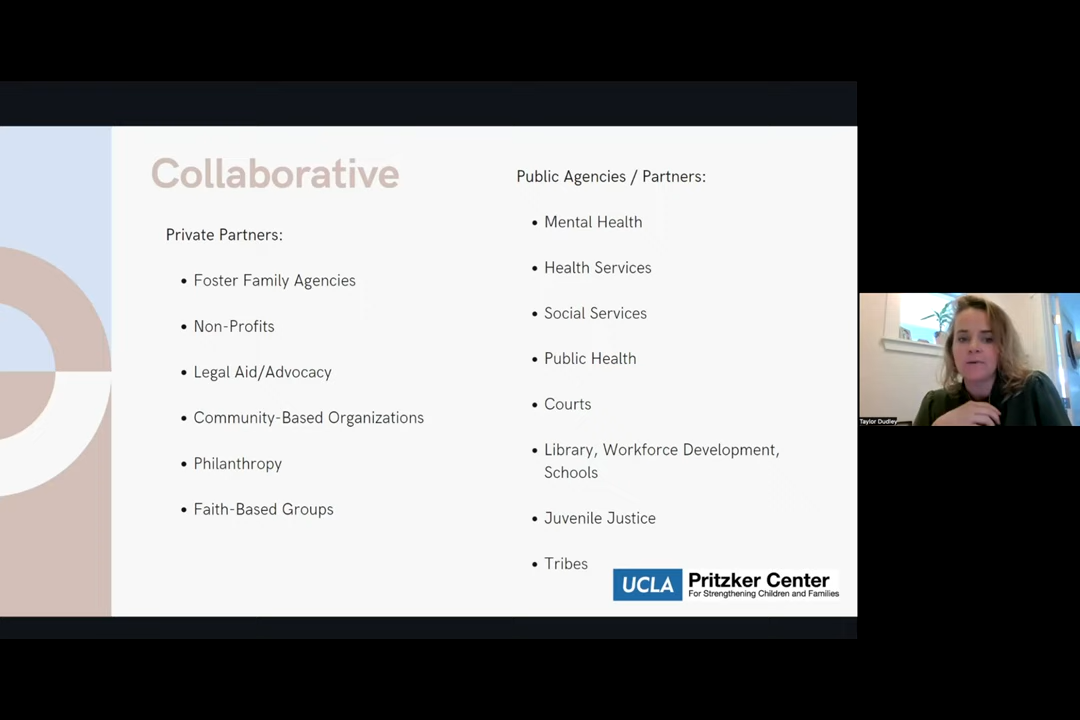 Collaborative
Private Partners:
• Foster Family Agencies
• Non-Profits
• Legal Aid/Advocacy
• Community-Based Organizations
• Philanthropy
• Faith-Based Groups
Public Agencies / Partners:
• Mental Health
• Health Services
• Social Services
• Public Health
• Courts
• Library, Workforce Development,
Schools
• Juvenile Justice
• Tribes
UCLA
Pritzker Center
For Strengthening Children and Families
Taylor Dudley